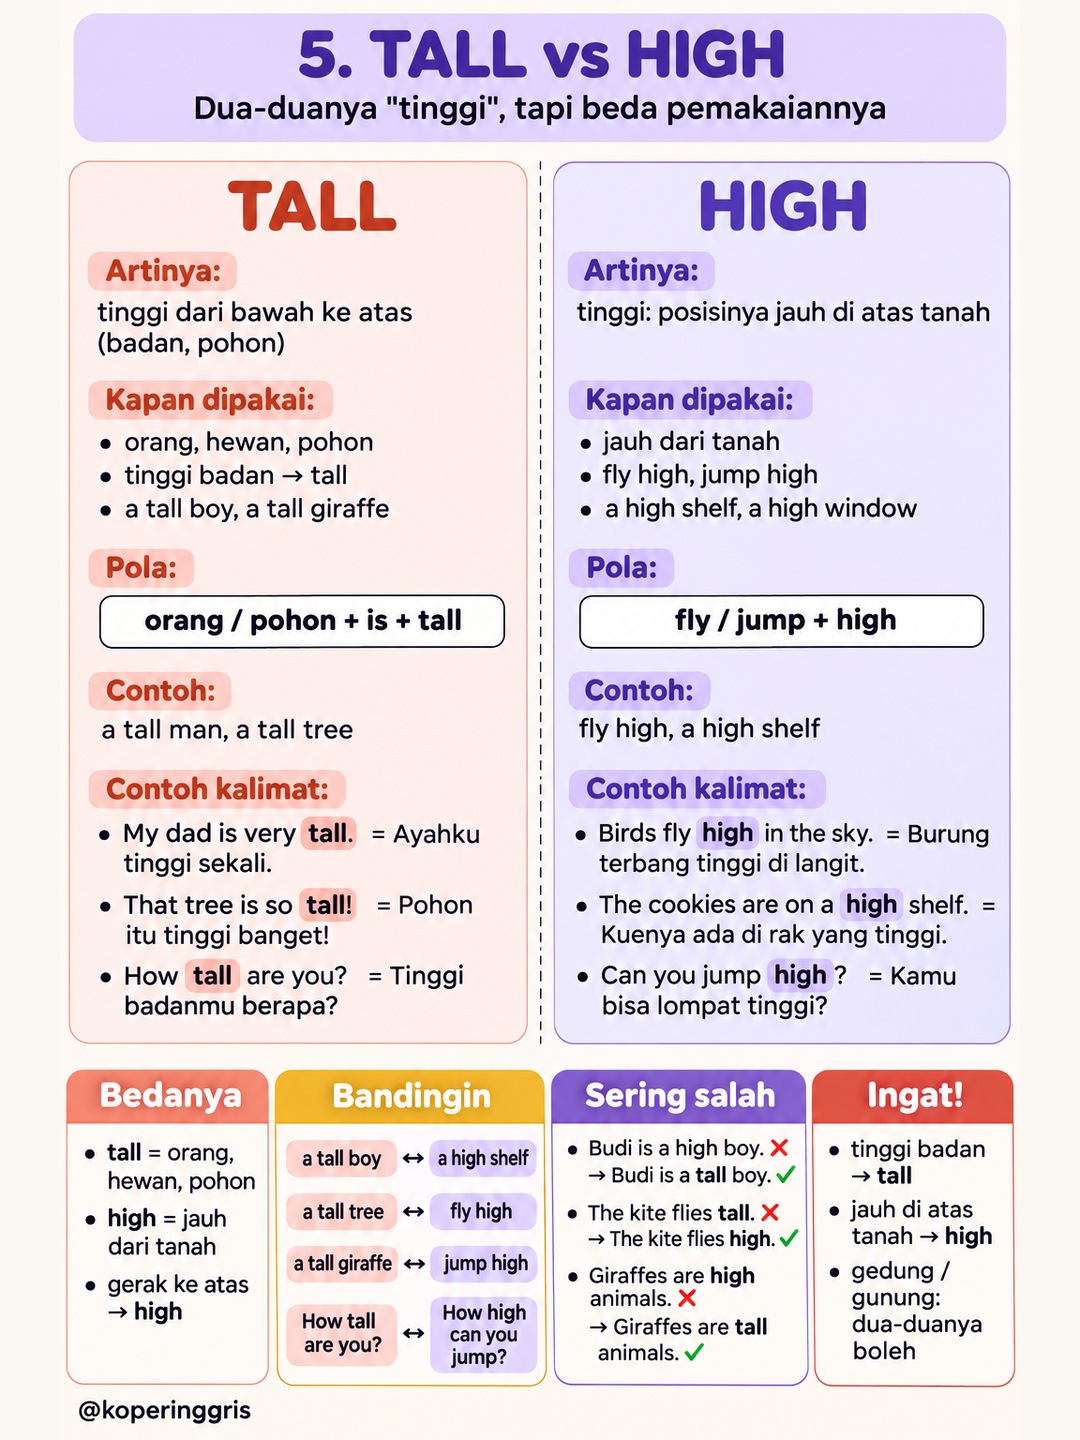 5. TALL vs HIGH
Dua-duanya "tinggi", tapi beda pemakaiannya
TALL
Artinya:
tinggi dari bawah ke atas
(badan, pohon)
Kapan dipakai:
• orang, hewan, pohon
• tinggi badan → tall
• a tall boy, a tall giraffe
Pola:
orang / pohon + is + tall
Contoh:
a tall man, a tall tree
Contoh kalimat:
• My dad is very tall. = Ayahku
tinggi sekali.
• That tree is so tall! = Pohon
itu tinggi banget!
• How tall are you? = Tinggi
badanmu berapa?
HIGH
Artinya:
tinggi: posisinya jauh di atas tanah
Kapan dipakai:
• jauh dari tanah
• fly high, jump high
• a high shelf, a high window
Pola:
fly / jump + high
Contoh:
fly high, a high shelf
Contoh kalimat:
• Birds fly high in the sky. = Burung
terbang tinggi di langit.
• The cookies are on a high shelf. =
Kuenya ada di rak yang tinggi.
• Can you jump high? = Kamu
bisa lompat tinggi?
Bedanya
• tall = orang,
hewan, pohon
• high = jauh
dari tanah
• gerak ke atas
→ high
Bandingin
a tall boy ↔ a high shelf
a tall tree ↔ fly high
a tall giraffe ↔ jump high
How tall
are you?
↔
How high
can you
jump?
Sering salah
• Budi is a high boy. ❌
→ Budi is a tall boy. ✓
• The kite flies tall. ❌
→ The kite flies high. ✓
• Giraffes are high
animals. ❌
→ Giraffes are tall
animals. ✓
Ingat!
• tinggi badan
→ tall
• jauh di atas
tanah → high
• gedung /
gunung:
dua-duanya
boleh
@koperinggris